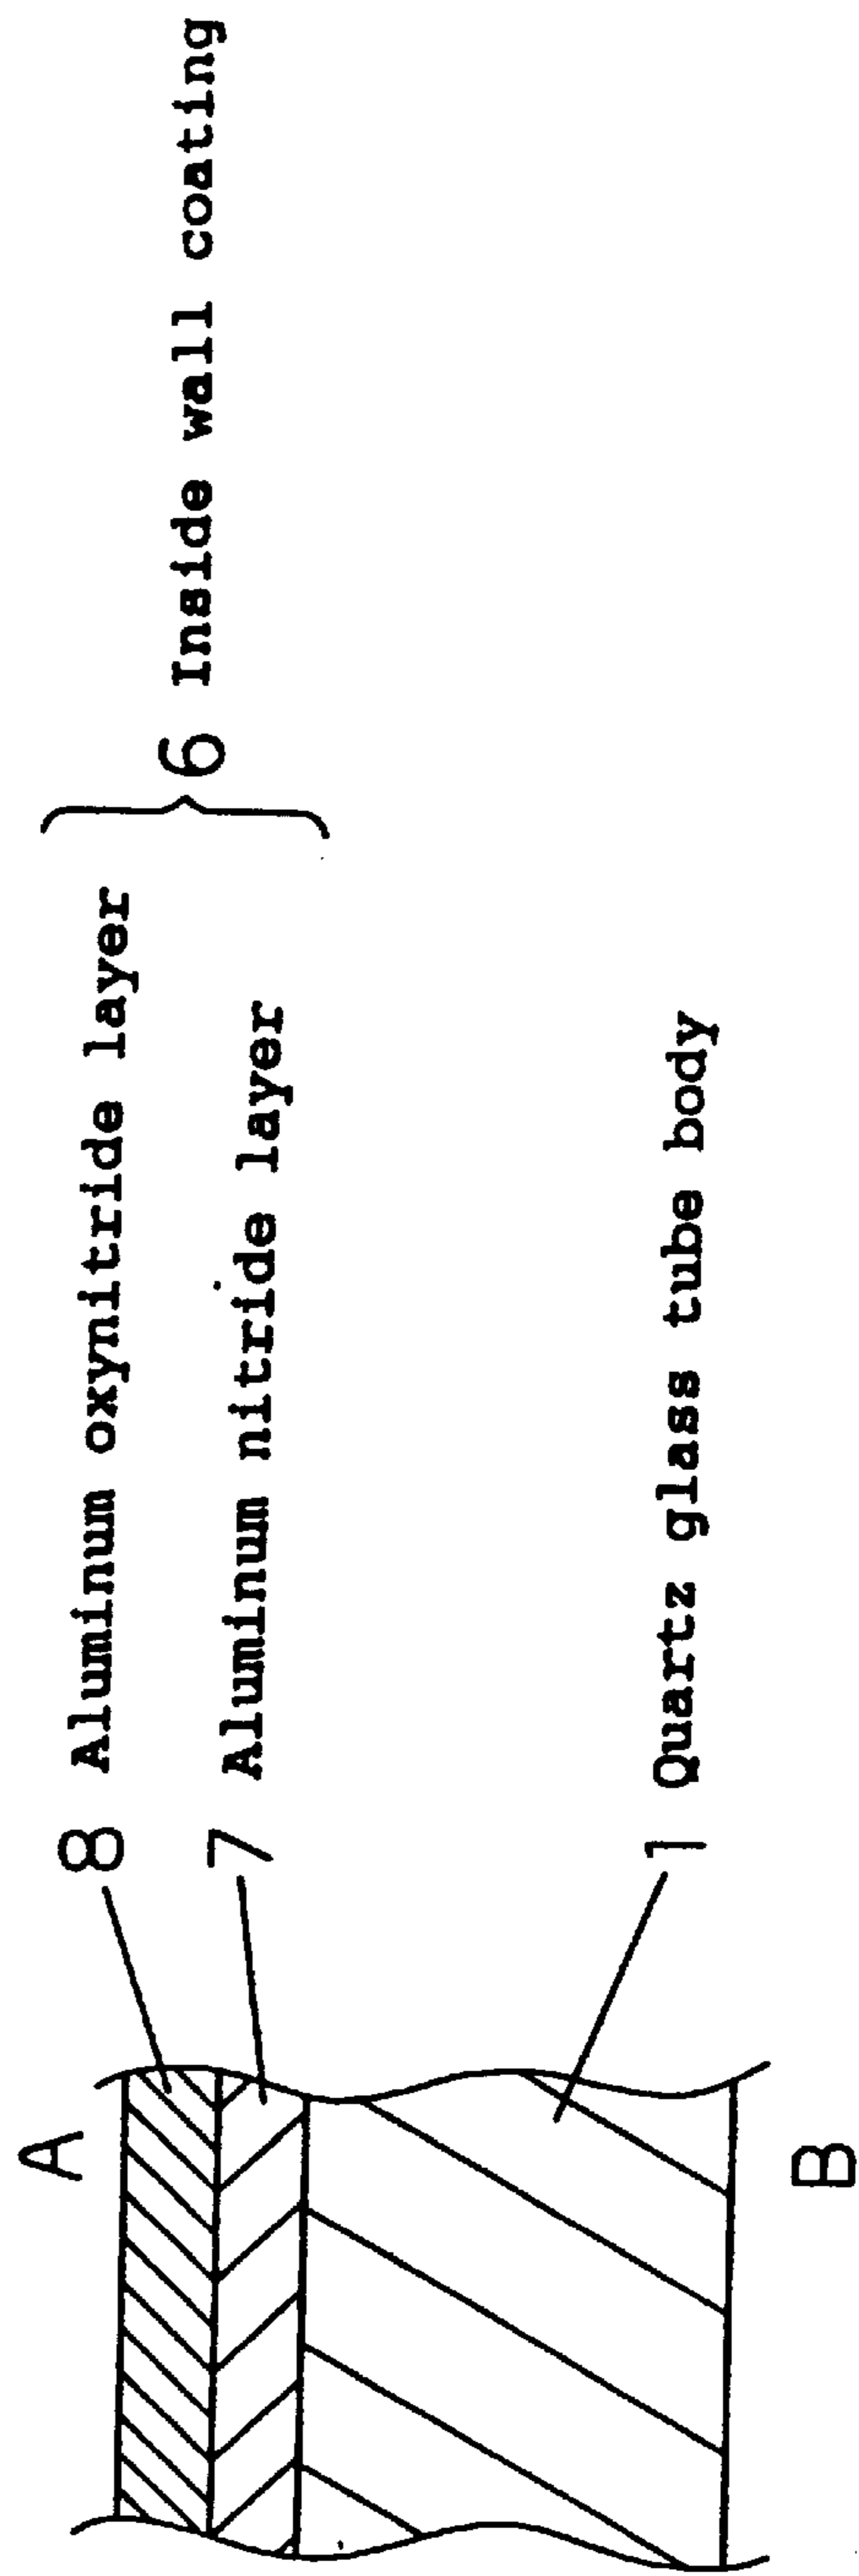 A
8 Aluminum oxynitride layer
7 Aluminum nitride layer
6 Inside wall coating
1 Quartz glass tube body
B